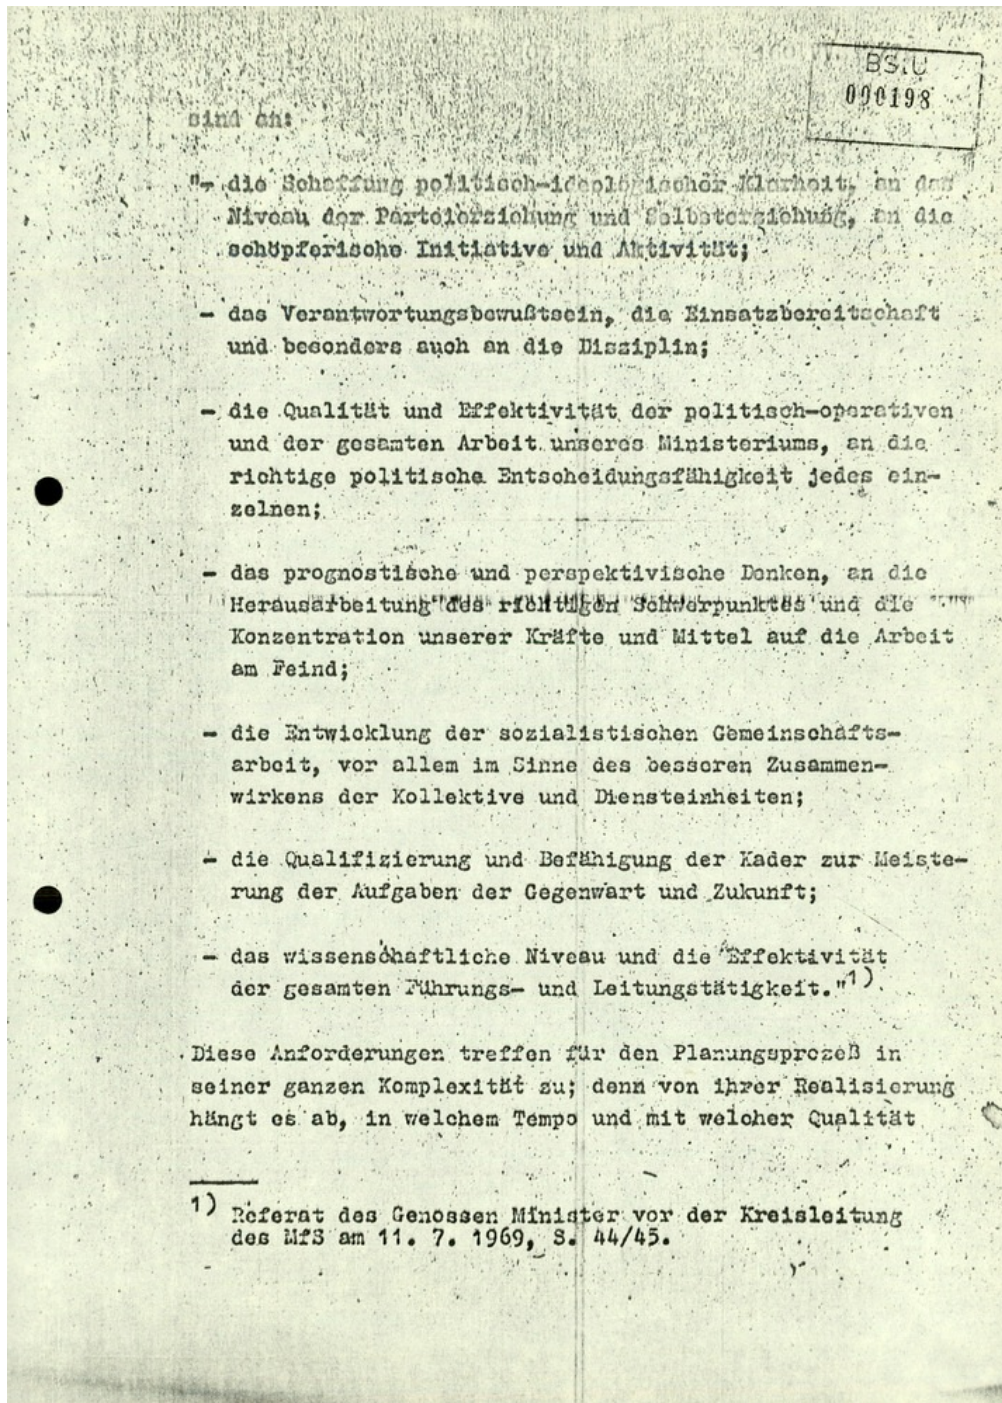 BStU
000198
sind an:
"- die Schaffung politisch-ideologischer Klarheit, an das
Niveau der Parteierziehung und Selbsterziehung, an die
schöpferische Initiative und Aktivität;
- das Verantwortungsbewußtsein, die Einsatzbereitschaft
und besonders auch an die Disziplin;
- die Qualität und Effektivität der politisch-operativen
und der gesamten Arbeit unseres Ministeriums, an die
richtige politische Entscheidungsfähigkeit jedes ein-
zelnen;
- das prognostische und perspektivische Denken, an die
Herausarbeitung des richtigen Schwerpunktes und die
Konzentration unserer Kräfte und Mittel auf die Arbeit
am Feind;
- die Entwicklung der sozialistischen Gemeinschafts-
arbeit, vor allem im Sinne des besseren Zusammen-
wirkens der Kollektive und Diensteinheiten;
- die Qualifizierung und Befähigung der Kader zur Meiste-
rung der Aufgaben der Gegenwart und Zukunft;
- das wissenschaftliche Niveau und die Effektivität
der gesamten Führungs- und Leitungstätigkeit."1)
Diese Anforderungen treffen für den Planungsprozeß in
seiner ganzen Komplexität zu; denn von ihrer Realisierung
hängt es ab, in welchem Tempo und mit welcher Qualität
1) Referat des Genossen Minister vor der Kreisleitung
des MfS am 11. 7. 1969, S. 44/45.